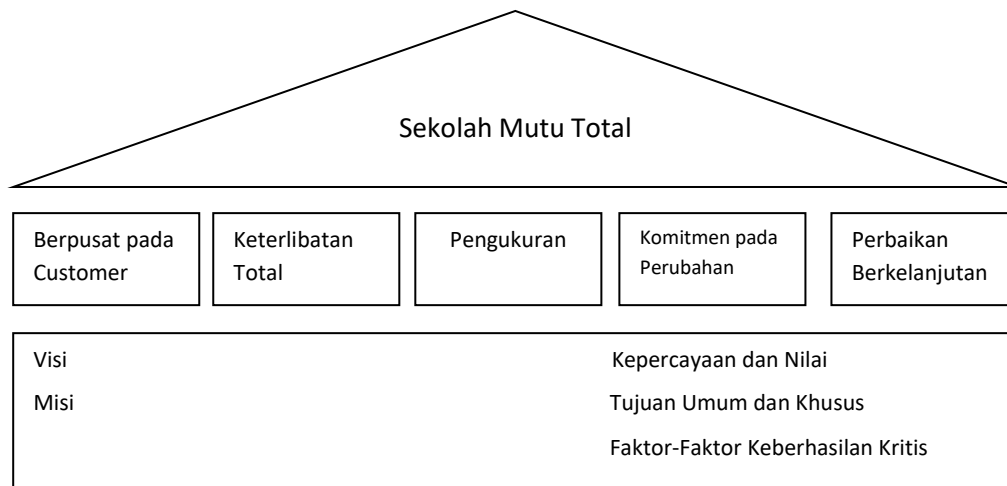 Sekolah Mutu Total
Berpusat pada
Customer
Keterlibatan
Total
Pengukuran
Komitmen pada
Perubahan
Perbaikan
Berkelanjutan
Visi
Misi
Kepercayaan dan Nilai
Tujuan Umum dan Khusus
Faktor-Faktor Keberhasilan Kritis